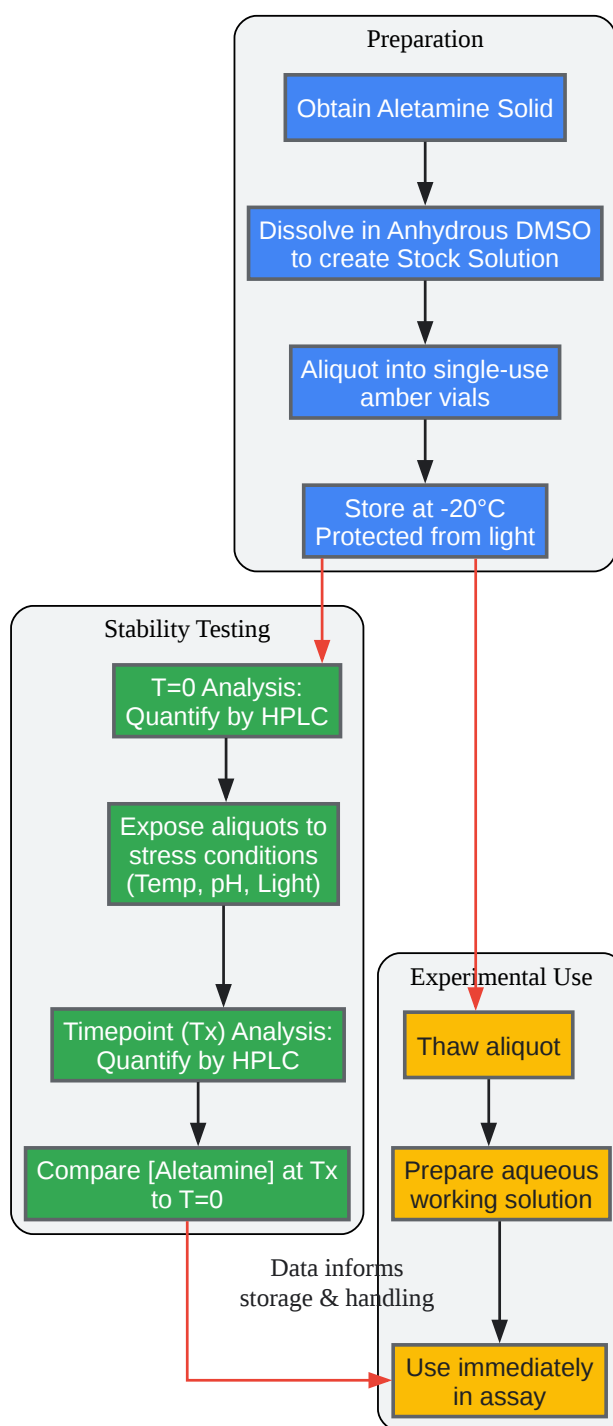 Preparation
Obtain Aletamine Solid
Dissolve in Anhydrous DMSO
to create Stock Solution
Aliquot into single-use
amber vials
Store at -20°C
Protected from light
Stability Testing
T=0 Analysis:
Quantify by HPLC
Expose aliquots to
stress conditions
(Temp, pH, Light)
Timepoint (Tx) Analysis:
Quantify by HPLC
Compare [Aletamine] at Tx
to T=0
Data informs
storage & handling
Experimental Use
Thaw aliquot
Prepare aqueous
working solution
Use immediately
in assay